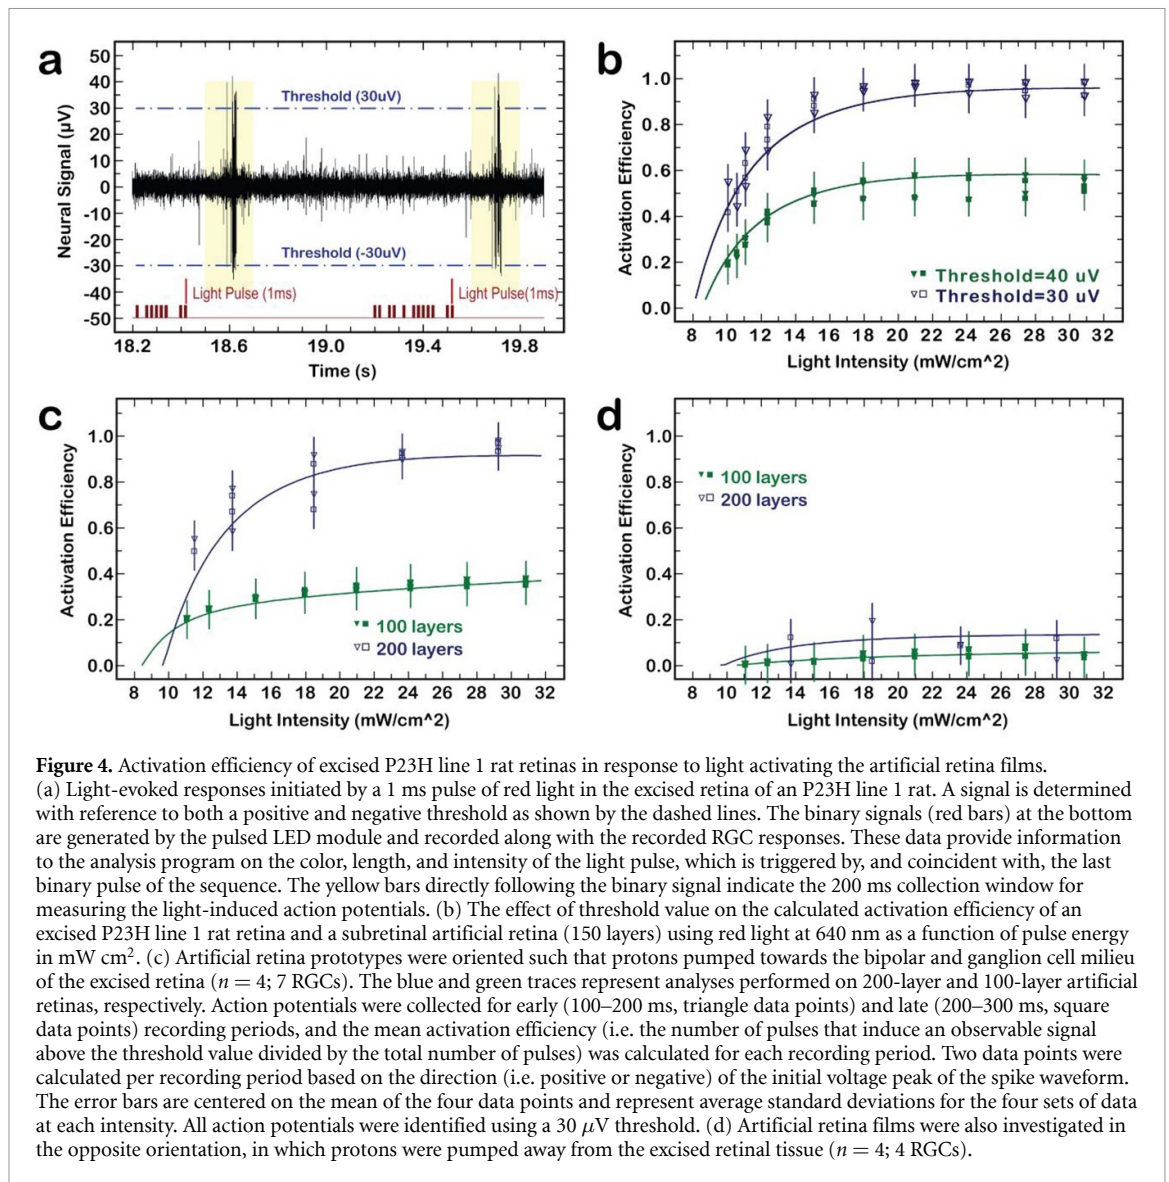 a
50
40
30
20
10
0
-10
-20
-30
-40
-50
Neural Signal (µV)
Threshold (30uV)
Threshold (-30uV)
Light Pulse (1ms)
Light Pulse(1ms)
18.2 18.6 19.0 19.4 19.8
Time (s)
b
1.0
0.8
0.6
0.4
0.2
0.0
Activation Efficiency
Threshold=40 uV
Threshold=30 uV
8 10 12 14 16 18 20 22 24 26 28 30 32
Light Intensity (mW/cm^2)
c
1.0
0.8
0.6
0.4
0.2
0.0
Activation Efficiency
100 layers
200 layers
8 10 12 14 16 18 20 22 24 26 28 30 32
Light Intensity (mW/cm^2)
d
1.0
0.8
0.6
0.4
0.2
0.0
Activation Efficiency
100 layers
200 layers
8 10 12 14 16 18 20 22 24 26 28 30 32
Light Intensity (mW/cm^2)
Figure 4. Activation efficiency of excised P23H line 1 rat retinas in response to light activating the artificial retina films.
(a) Light-evoked responses initiated by a 1 ms pulse of red light in the excised retina of an P23H line 1 rat. A signal is determined
with reference to both a positive and negative threshold as shown by the dashed lines. The binary signals (red bars) at the bottom
are generated by the pulsed LED module and recorded along with the recorded RGC responses. These data provide information
to the analysis program on the color, length, and intensity of the light pulse, which is triggered by, and coincident with, the last
binary pulse of the sequence. The yellow bars directly following the binary signal indicate the 200 ms collection window for
measuring the light-induced action potentials. (b) The effect of threshold value on the calculated activation efficiency of an
excised P23H line 1 rat retina and a subretinal artificial retina (150 layers) using red light at 640 nm as a function of pulse energy
in mW cm². (c) Artificial retina prototypes were oriented such that protons pumped towards the bipolar and ganglion cell milieu
of the excised retina (n = 4; 7 RGCs). The blue and green traces represent analyses performed on 200-layer and 100-layer artificial
retinas, respectively. Action potentials were collected for early (100–200 ms, triangle data points) and late (200–300 ms, square
data points) recording periods, and the mean activation efficiency (i.e. the number of pulses that induce an observable signal
above the threshold value divided by the total number of pulses) was calculated for each recording period. Two data points were
calculated per recording period based on the direction (i.e. positive or negative) of the initial voltage peak of the spike waveform.
The error bars are centered on the mean of the four data points and represent average standard deviations for the four sets of data
at each intensity. All action potentials were identified using a 30 µV threshold. (d) Artificial retina films were also investigated in
the opposite orientation, in which protons were pumped away from the excised retinal tissue (n = 4; 4 RGCs).